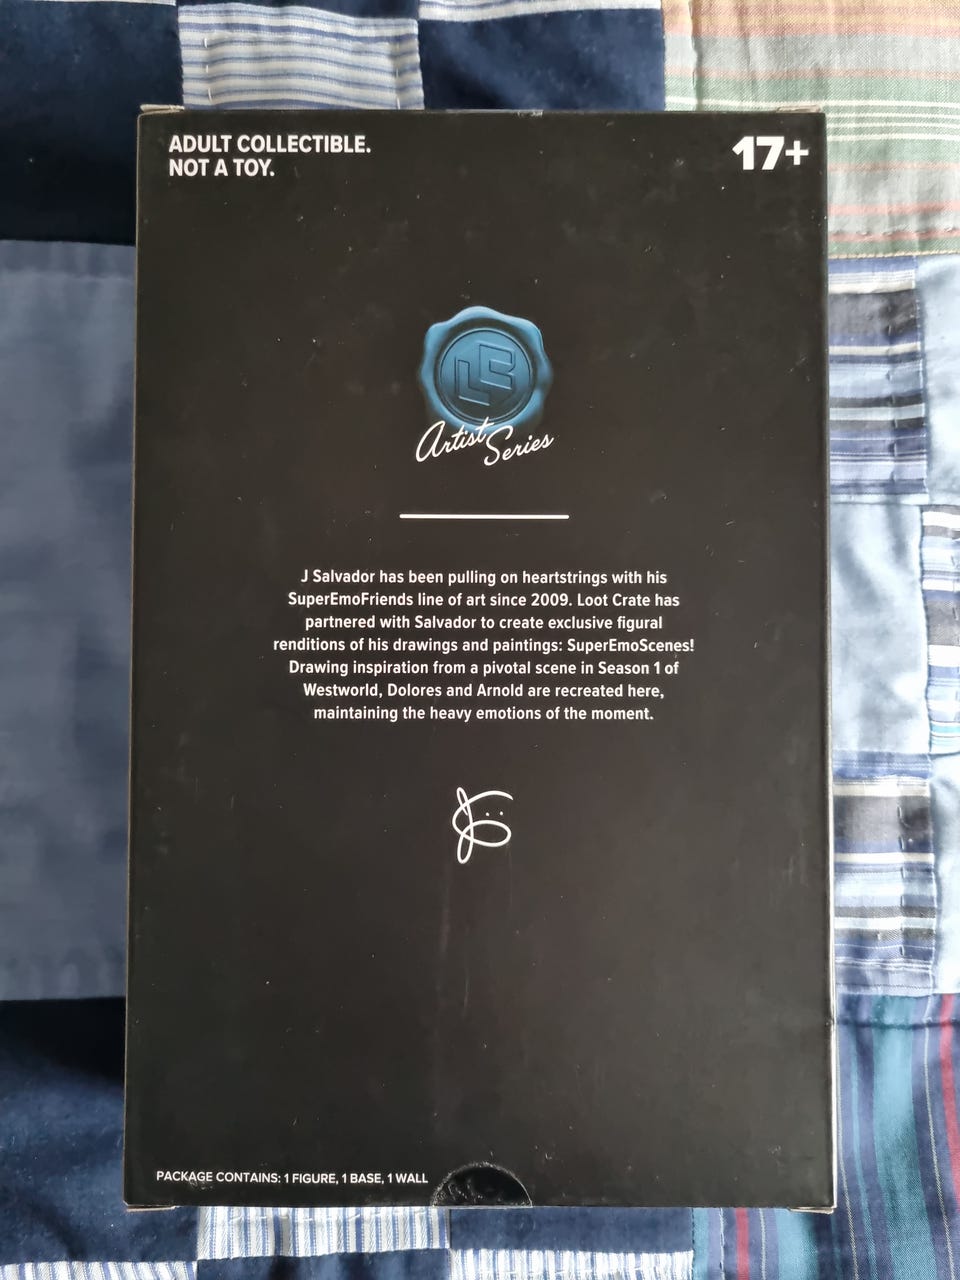 ADULT COLLECTIBLE.
NOT A TOY.
17+
LC
Artist Series
J Salvador has been pulling on heartstrings with his
SuperEmoFriends line of art since 2009. Loot Crate has
partnered with Salvador to create exclusive figural
renditions of his drawings and paintings: SuperEmoScenes!
Drawing inspiration from a pivotal scene in Season 1 of
Westworld, Dolores and Arnold are recreated here,
maintaining the heavy emotions of the moment.
PACKAGE CONTAINS: 1 FIGURE, 1 BASE, 1 WALL